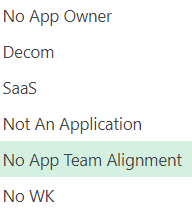 No App Owner
Decom
SaaS
Not An Application
No App Team Alignment
No WK